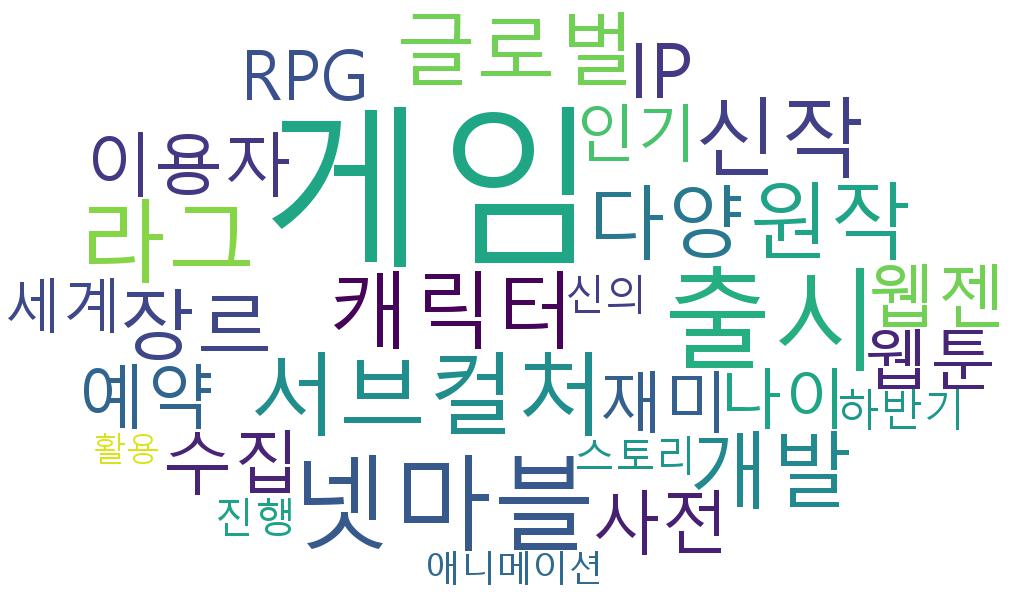 글로벌
RPG
IP
게임
인기
신작
이용자
라그
다양
원작
세계
장르
캐릭터
신의
출시
웹젠
웹툰
예약
서브컬처
재미
나이
하반기
활용
수집
넷마블
스토리
개발
진행
사전
애니메이션